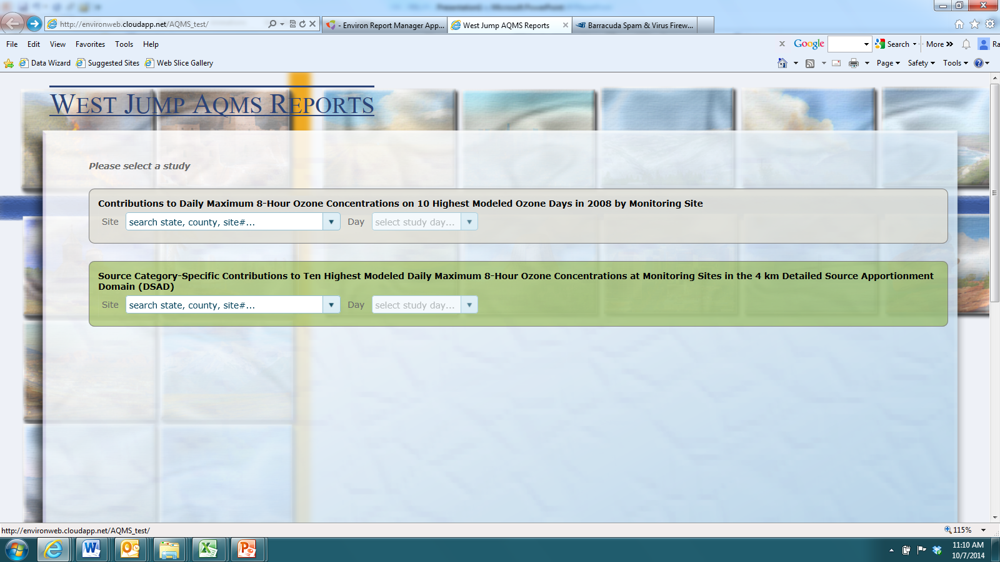 Presentation1 - Microsoft PowerPoint
http://environweb.cloudapp.net/AQMS_test/
- Environ Report Manager App...
West Jump AQMS Reports
Barracuda Spam & Virus Firew...
File Edit View Favorites Tools Help
x Google Search More » Ra
Data Wizard Suggested Sites Web Slice Gallery
Page Safety Tools
WEST JUMP AQMS REPORTS
Please select a study
Contributions to Daily Maximum 8-Hour Ozone Concentrations on 10 Highest Modeled Ozone Days in 2008 by Monitoring Site
Site search state, county, site#... Day select study day...
Source Category-Specific Contributions to Ten Highest Modeled Daily Maximum 8-Hour Ozone Concentrations at Monitoring Sites in the 4 km Detailed Source Apportionment
Domain (DSAD)
Site search state, county, site#... Day select study day...
http://environweb.cloudapp.net/AQMS_test/
115%
11:10 AM
10/7/2014